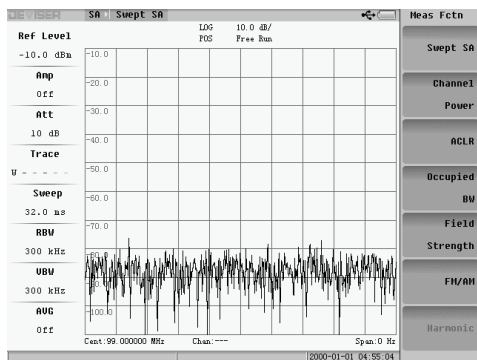 DEVISER SA Swept SA Meas Fctn
Ref Level
-10.0 dBm
Amp
Off
Att
10 dB
Trace
W - - - - -
Sweep
32.0 ms
RBW
300 kHz
VBW
300 kHz
AVG
Off
LOG 10.0 dB/
POS Free Run
-10.0
-20.0
-30.0
-40.0
-50.0
-60.0
-70.0
-80.0
-100.0
Cent:99.000000 MHz Chan:--- Span:0 Hz
2000-01-01 04:55:04
Swept SA
Channel
Power
ACLR
Occupied
BW
Field
Strength
FM/AM
Harmonic